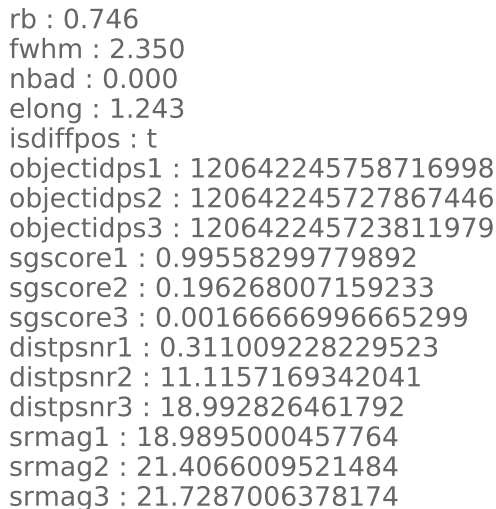 rb : 0.746
fwhm : 2.350
nbad : 0.000
elong : 1.243
isdiffpos : t
objectidps1 : 120642245758716998
objectidps2 : 120642245727867446
objectidps3 : 120642245723811979
sgscore1 : 0.99558299779892
sgscore2 : 0.196268007159233
sgscore3 : 0.00166666996665299
distpsnr1 : 0.311009228229523
distpsnr2 : 11.1157169342041
distpsnr3 : 18.992826461792
srmag1 : 18.9895000457764
srmag2 : 21.4066009521484
srmag3 : 21.7287006378174